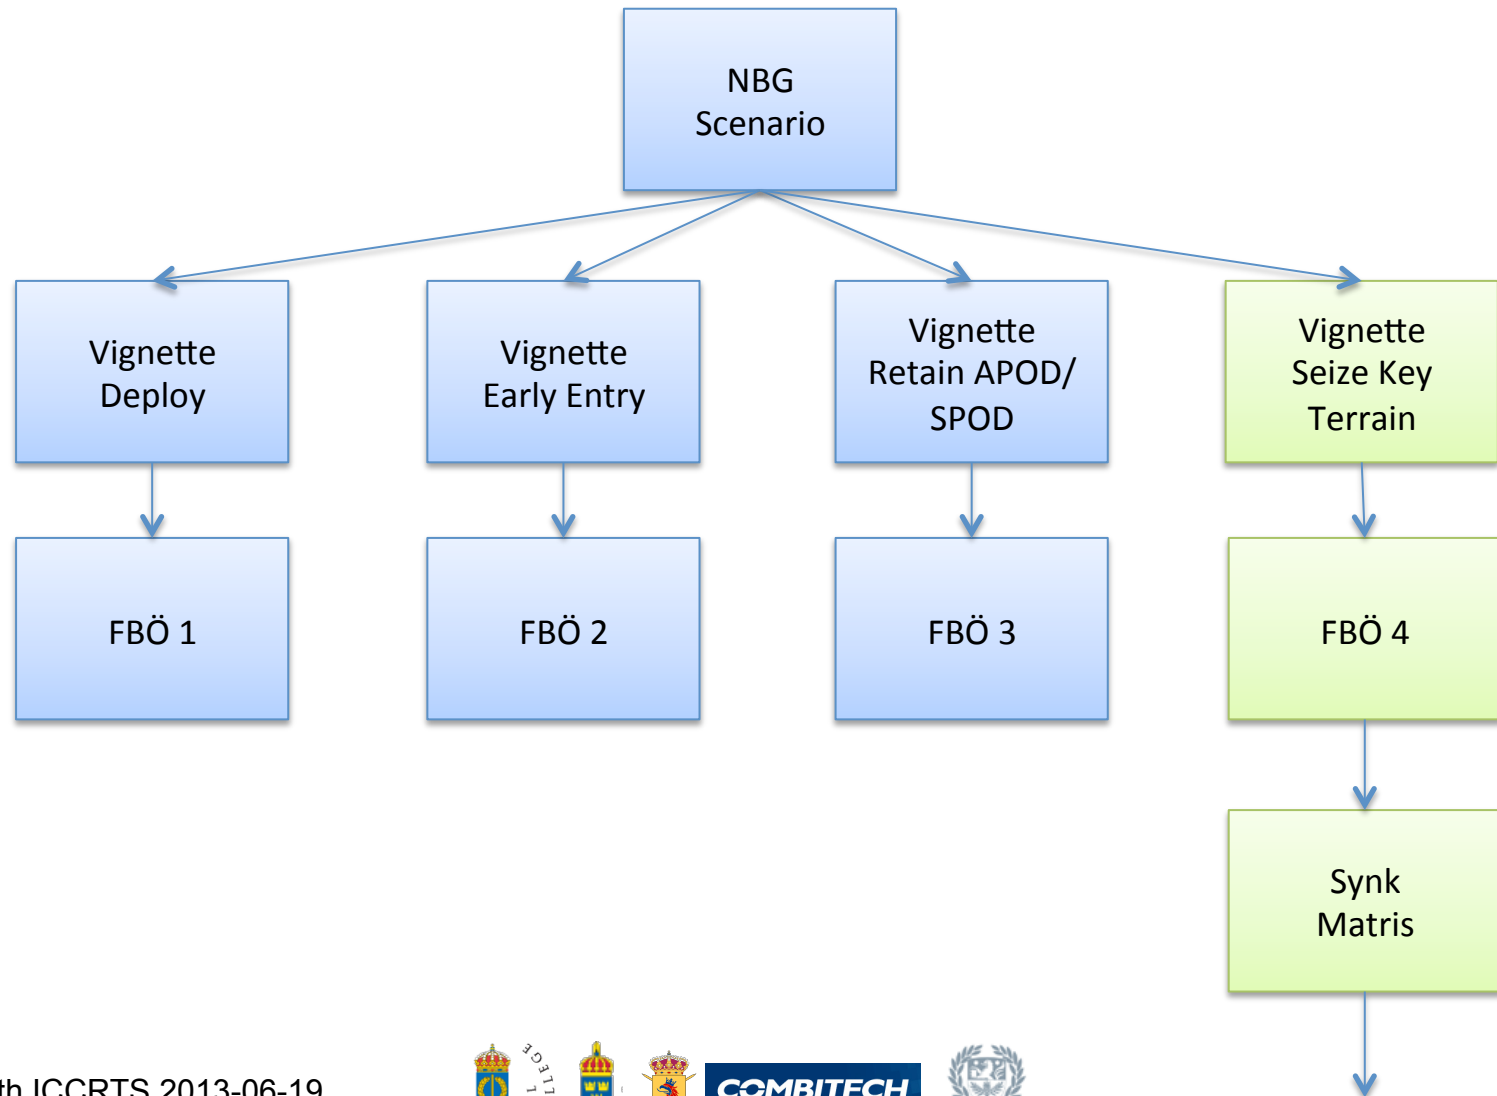 NBG
Scenario
Vignette
Deploy
Vignette
Early Entry
Vignette
Retain APOD/
SPOD
Vignette
Seize Key
Terrain
FBÖ 1
FBÖ 2
FBÖ 3
FBÖ 4
Synk
Matris
th ICCRTS 2013-06-19
COMBITECH